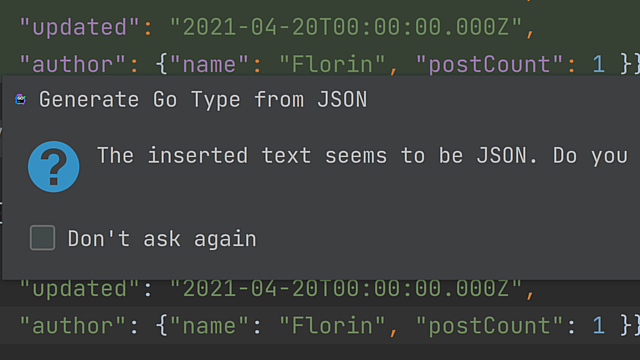 "updated": "2021-04-20T00:00:00.000Z",
"author": {"name": "Florin", "postCount": 1 }}
Generate Go Type from JSON
The inserted text seems to be JSON. Do you
Don't ask again
"updated": "2021-04-20T00:00:00.000Z",
"author": {"name": "Florin", "postCount": 1 }}